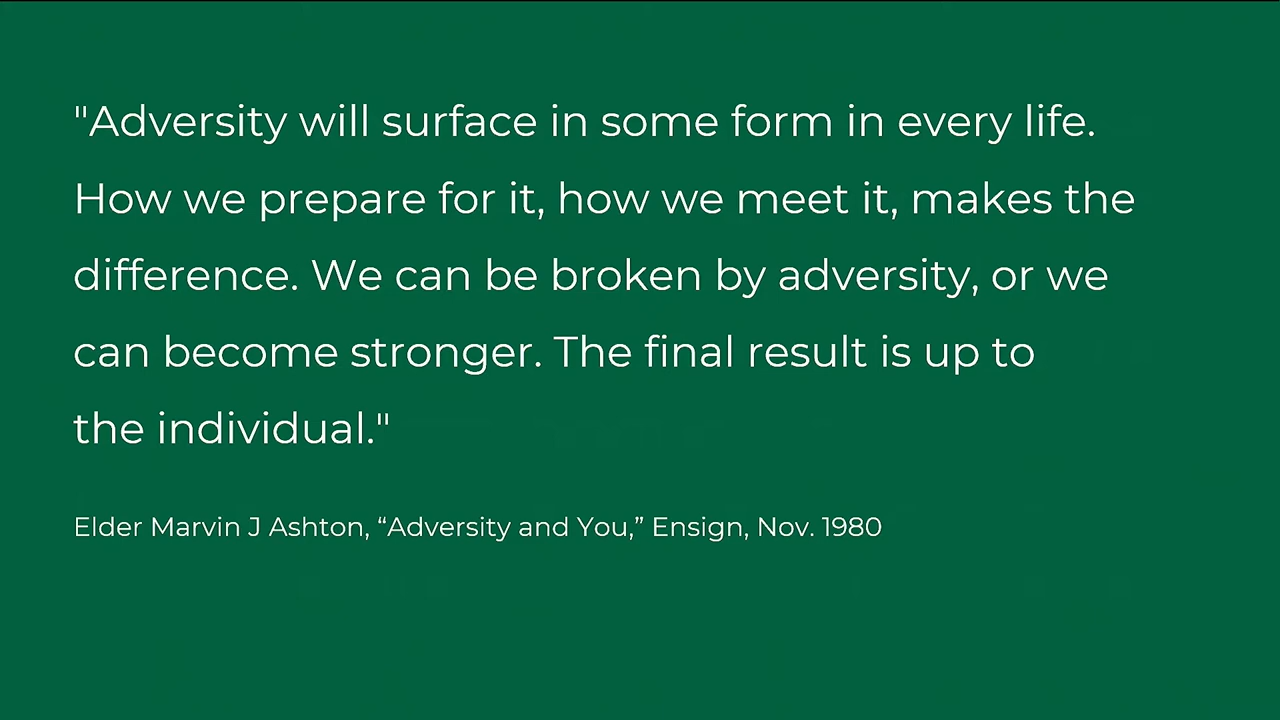 "Adversity will surface in some form in every life.
How we prepare for it, how we meet it, makes the
difference. We can be broken by adversity, or we
can become stronger. The final result is up to
the individual."
Elder Marvin J Ashton, “Adversity and You,” Ensign, Nov. 1980